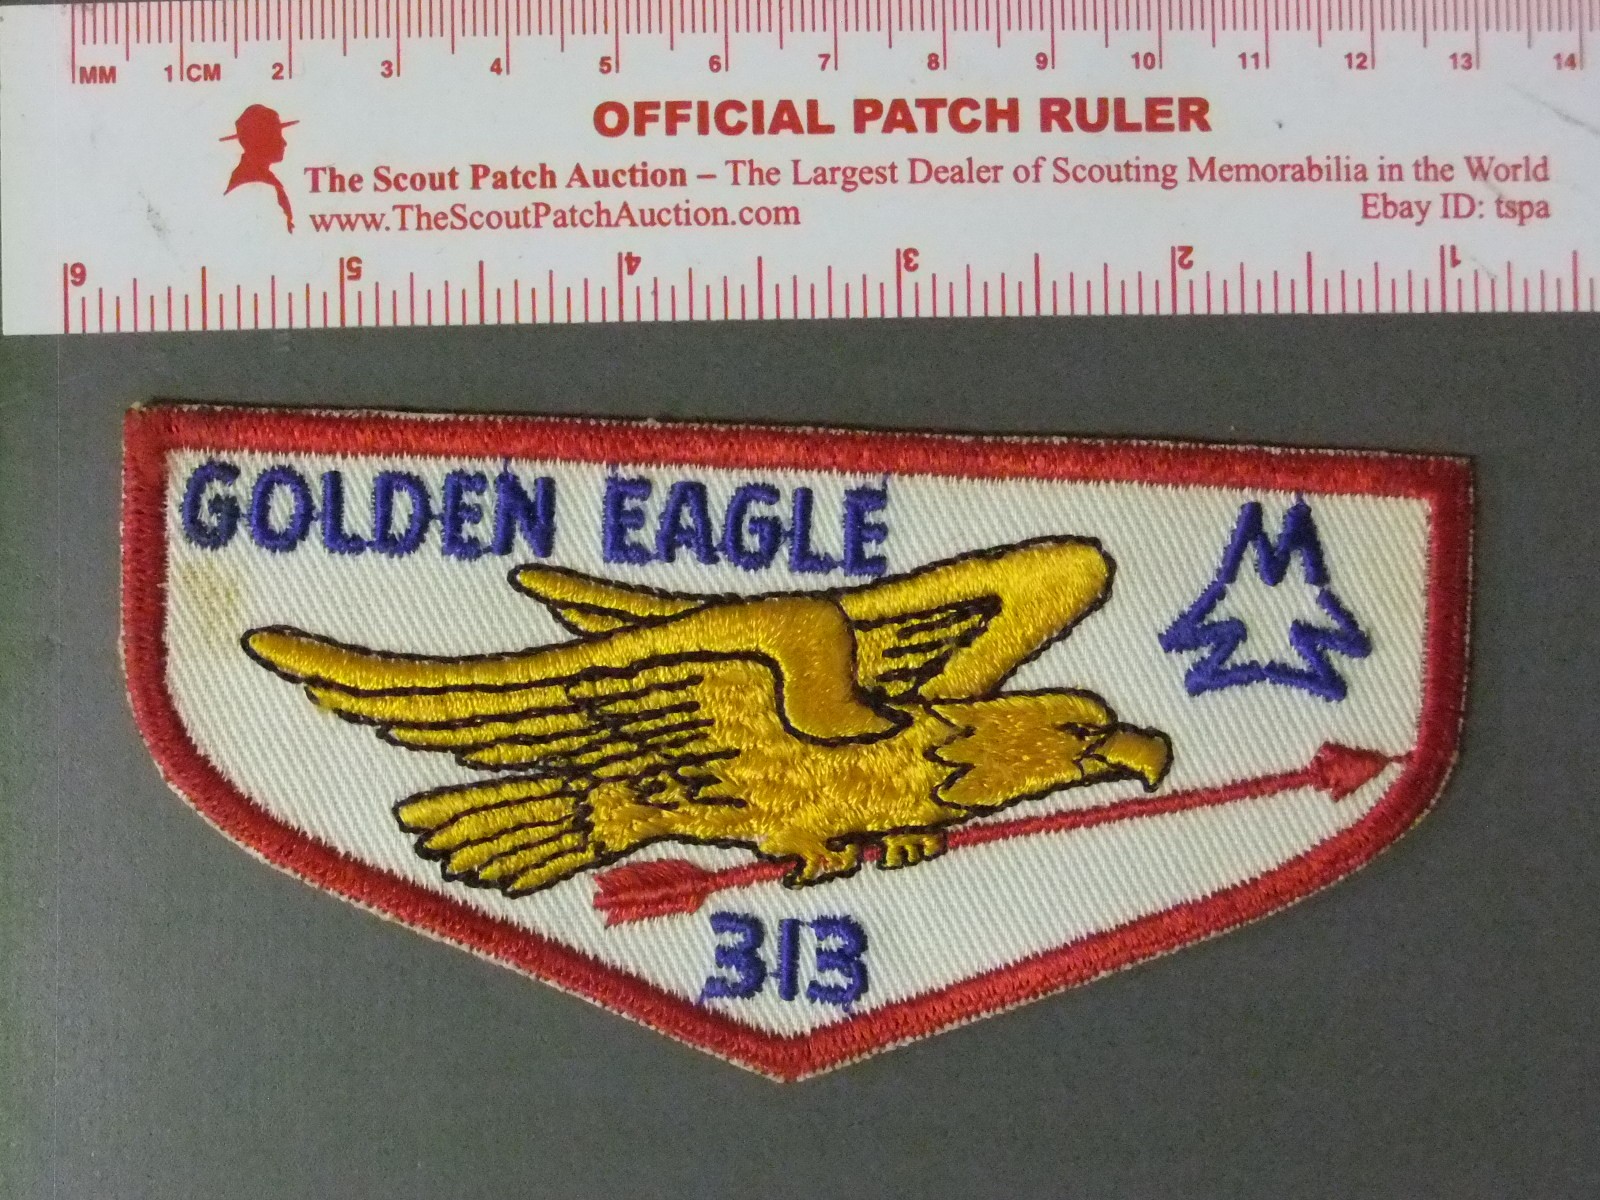 MM 1 CM 2 3 4 5 6 7 8 9 10 11 12 13 14
OFFICIAL PATCH RULER
The Scout Patch Auction – The Largest Dealer of Scouting Memorabilia in the World
www.TheScoutPatchAuction.com
Ebay ID: tspa
6 5 4 3 2 1
GOLDEN EAGLE
313